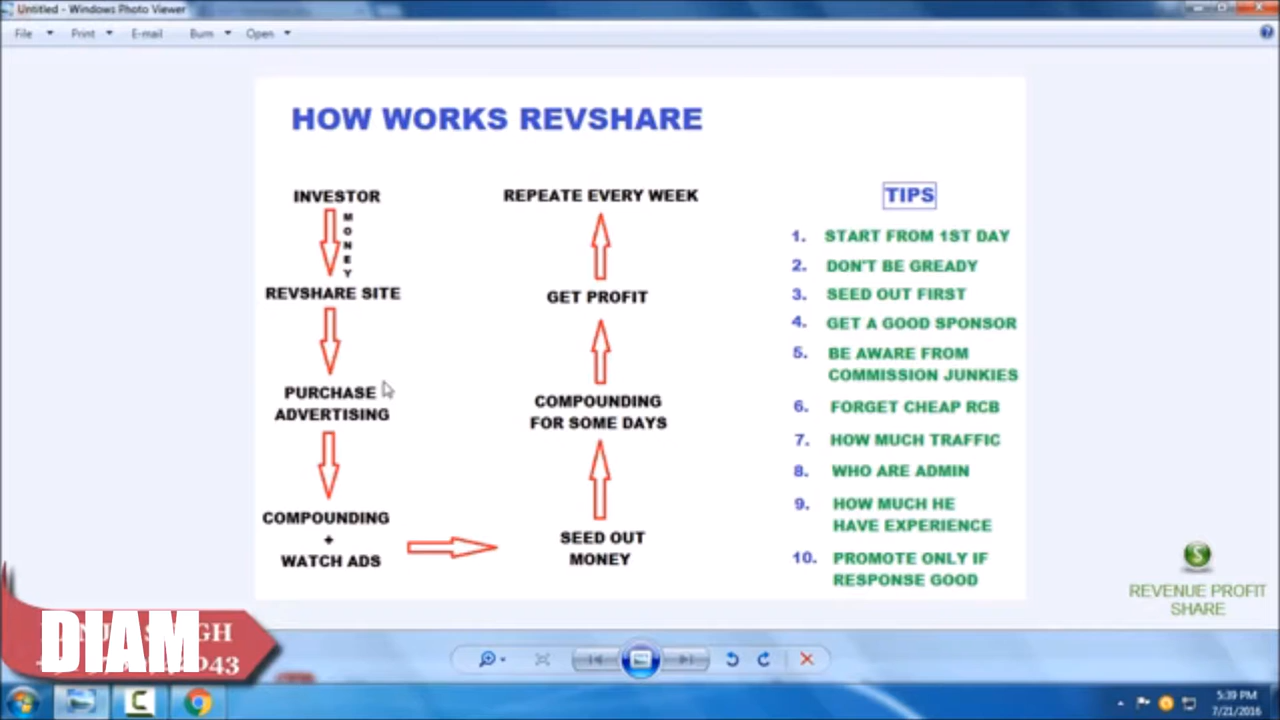 Untitled - Windows Photo Viewer
File Print E-mail Burn Open
HOW WORKS REVSHARE
INVESTOR
MONEY
REVSHARE SITE
PURCHASE
ADVERTISING
COMPOUNDING
+
WATCH ADS
REPEATE EVERY WEEK
GET PROFIT
COMPOUNDING
FOR SOME DAYS
SEED OUT
MONEY
TIPS
1. START FROM 1ST DAY
2. DON'T BE GREADY
3. SEED OUT FIRST
4. GET A GOOD SPONSOR
5. BE AWARE FROM
COMMISSION JUNKIES
6. FORGET CHEAP RCB
7. HOW MUCH TRAFFIC
8. WHO ARE ADMIN
9. HOW MUCH HE
HAVE EXPERIENCE
10. PROMOTE ONLY IF
RESPONSE GOOD
S
REVENUE PROFIT
SHARE
DIAM
5:39 PM
7/21/2016